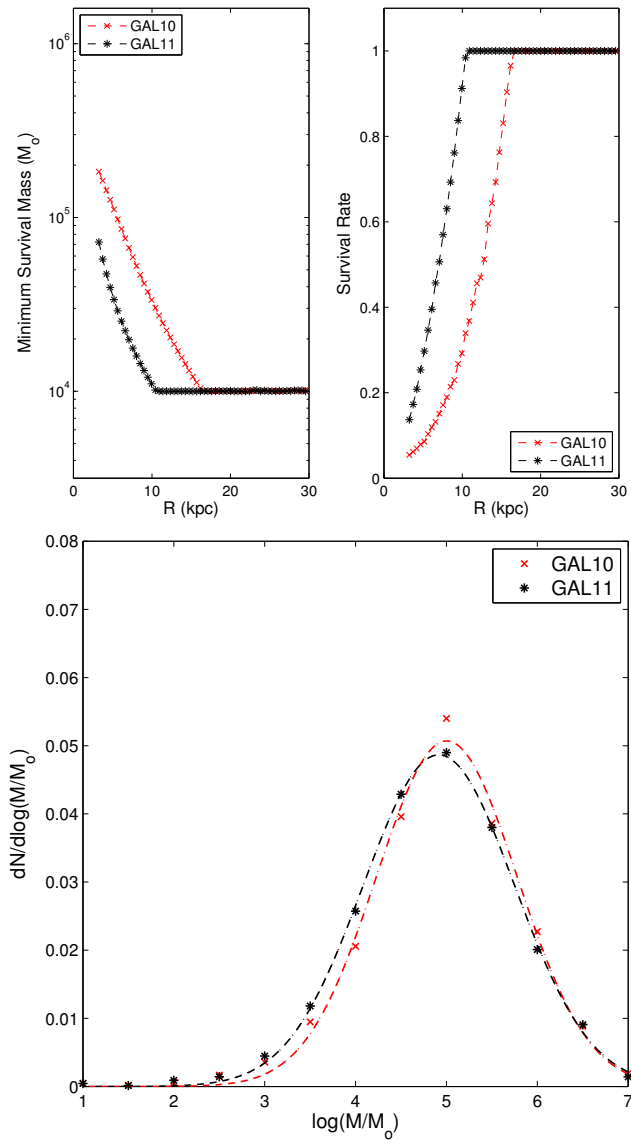 GAL10
GAL11
Minimum Survival Mass (M_o)
10^6
10^5
10^4
0 10 20 30
R (kpc)
GAL10
GAL11
Survival Rate
1
0.8
0.6
0.4
0.2
0
0 10 20 30
R (kpc)
GAL10
GAL11
dN/dlog(M/M_o)
0.08
0.07
0.06
0.05
0.04
0.03
0.02
0.01
0
1 2 3 4 5 6 7
log(M/M_o)